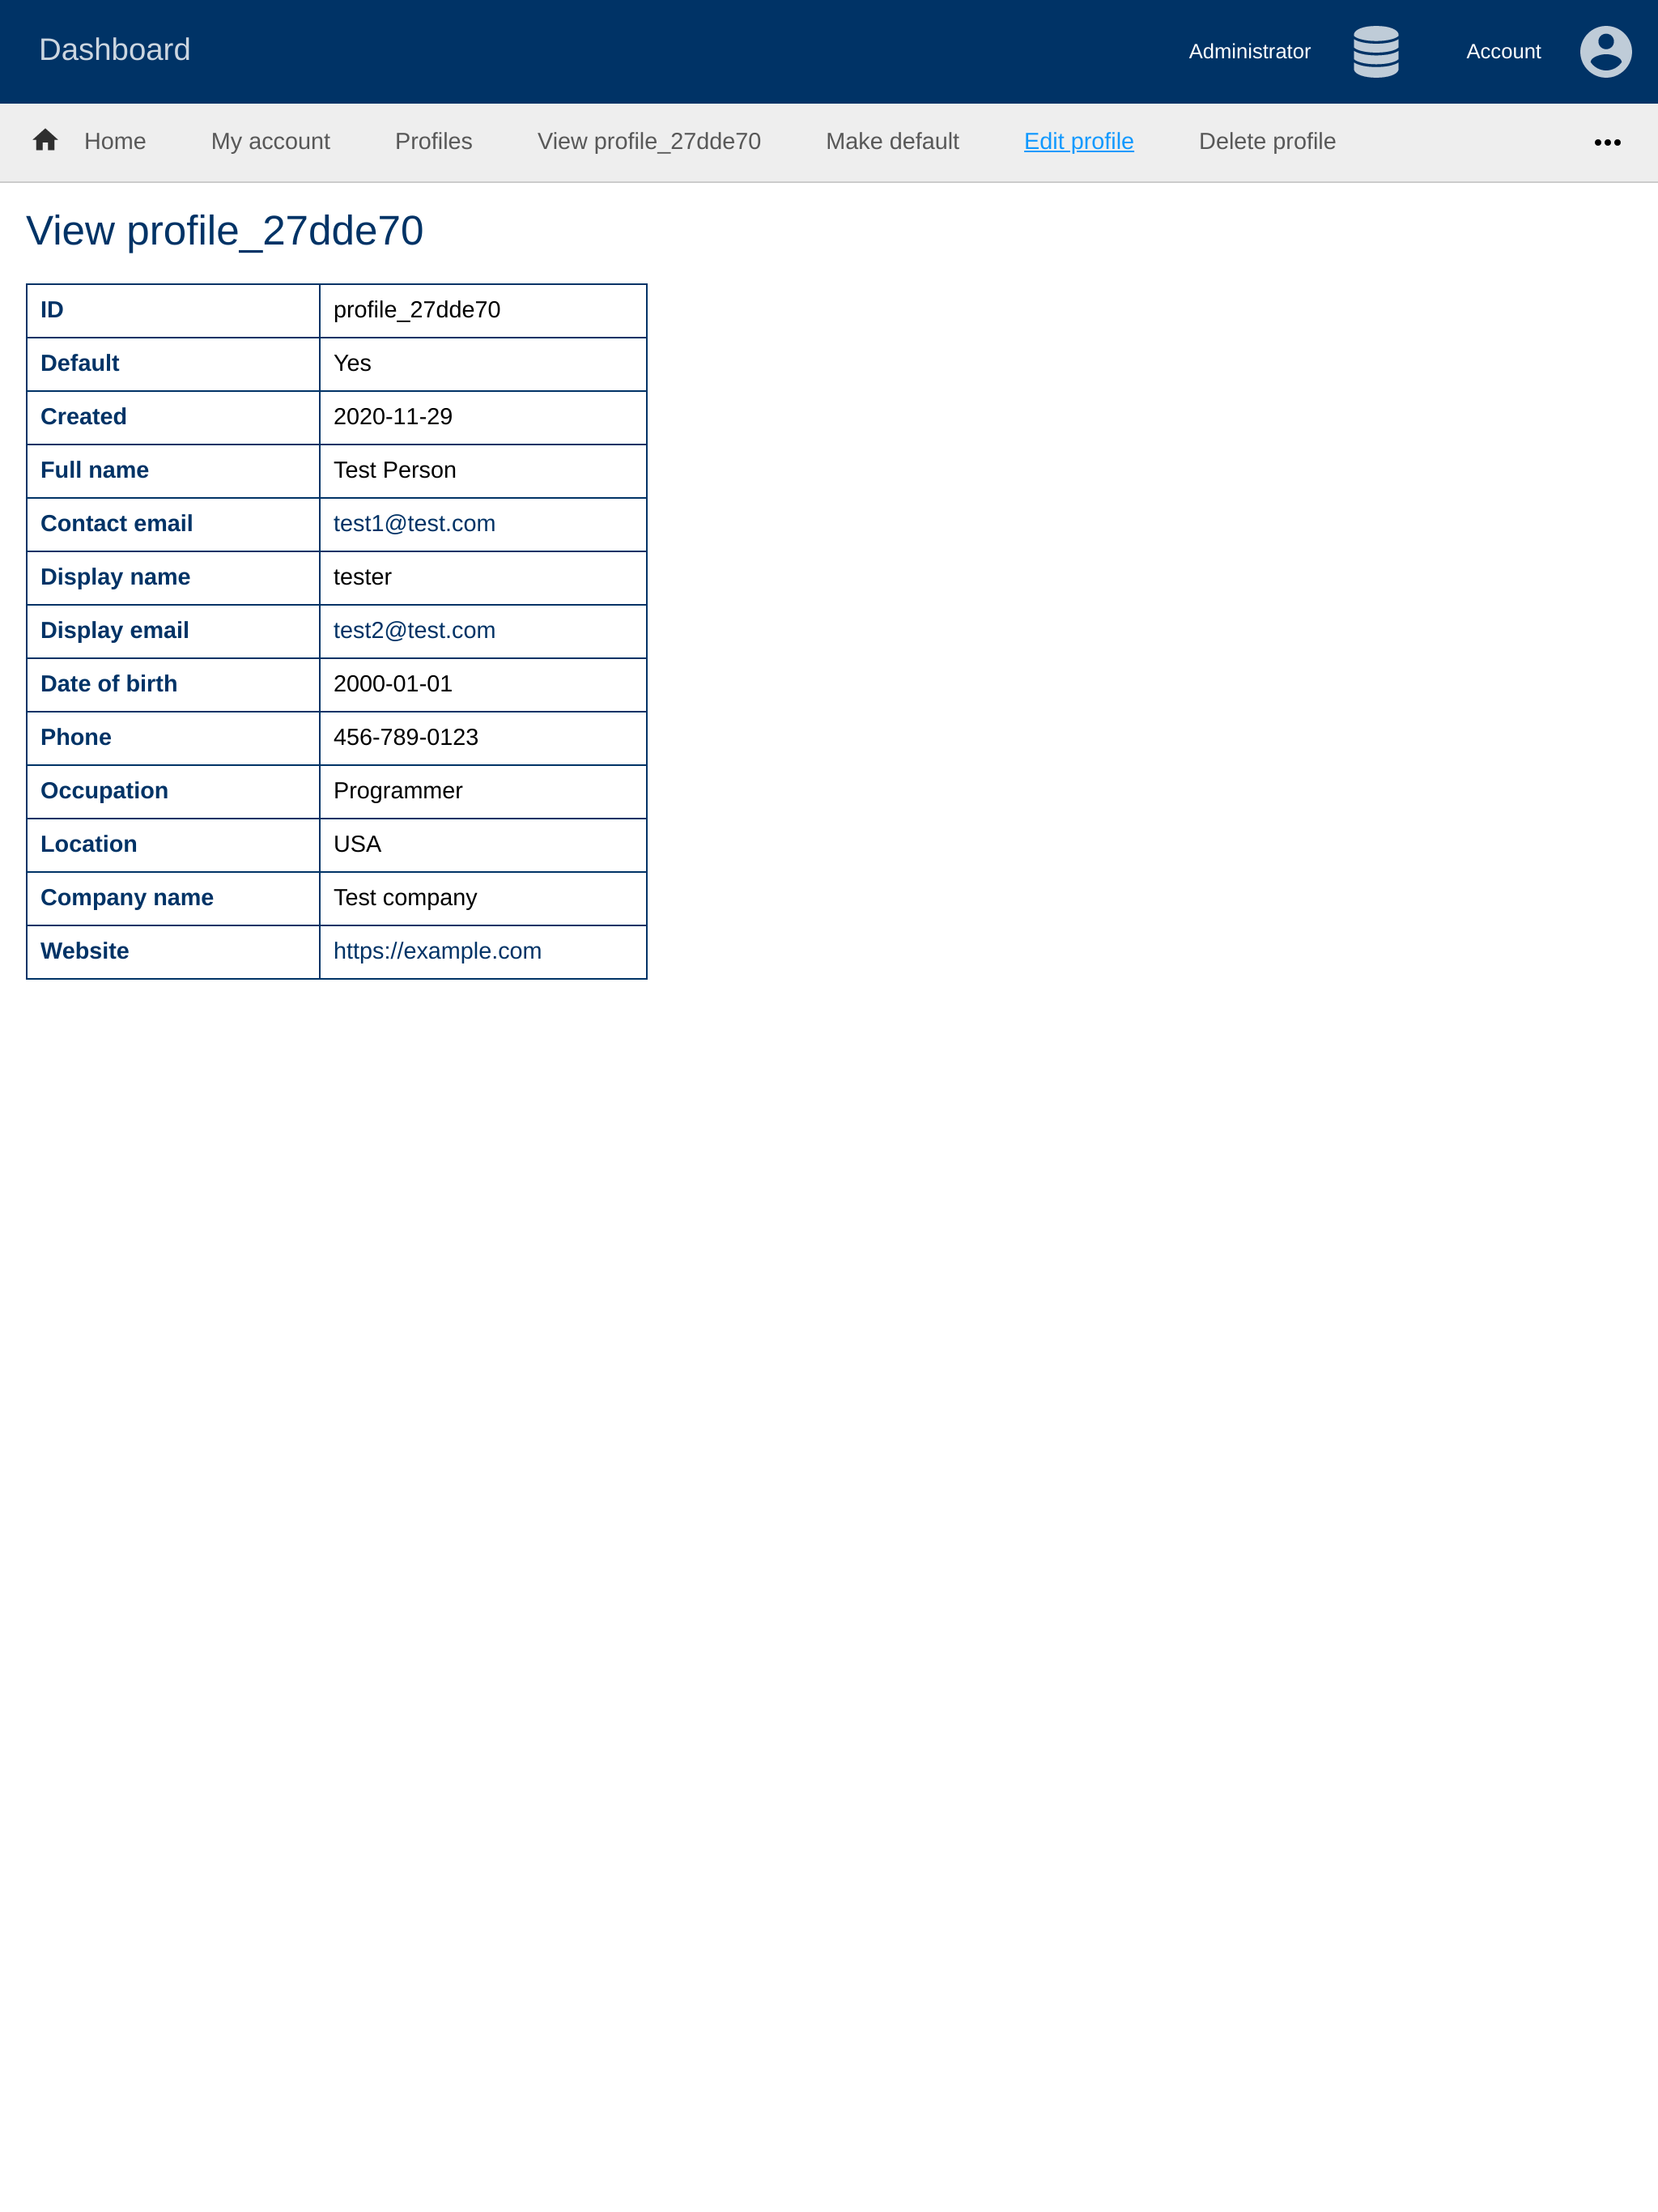 Dashboard Administrator Account
Home My account Profiles View profile_27dde70 Make default Edit profile Delete profile •••
View profile_27dde70
ID profile_27dde70
Default Yes
Created 2020-11-29
Full name Test Person
Contact email test1@test.com
Display name tester
Display email test2@test.com
Date of birth 2000-01-01
Phone 456-789-0123
Occupation Programmer
Location USA
Company name Test company
Website https://example.com